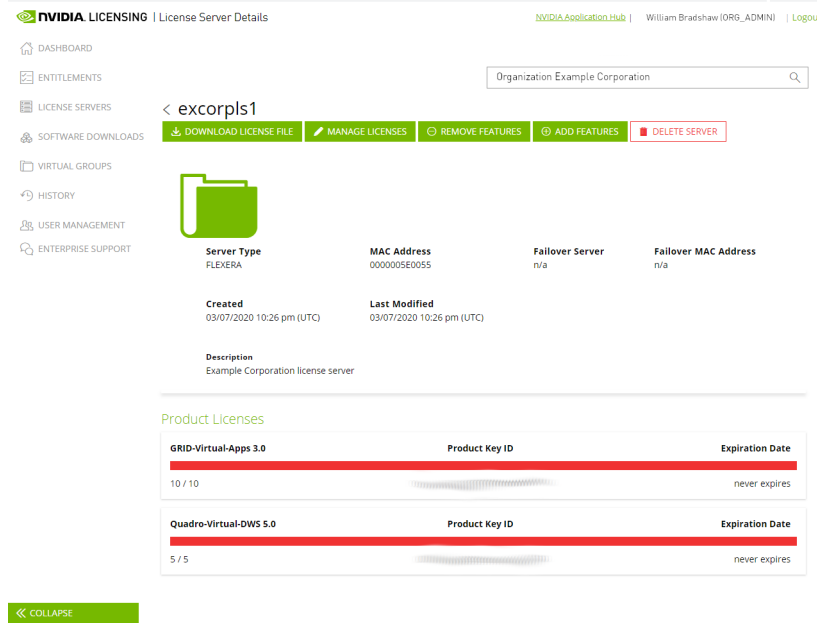 NVIDIA. LICENSING | License Server Details
NVIDIA Application Hub | William Bradshaw (ORG_ADMIN) | Logou
DASHBOARD
ENTITLEMENTS
LICENSE SERVERS
SOFTWARE DOWNLOADS
VIRTUAL GROUPS
HISTORY
USER MANAGEMENT
ENTERPRISE SUPPORT
Organization Example Corporation
< excorpls1
DOWNLOAD LICENSE FILE MANAGE LICENSES REMOVE FEATURES ADD FEATURES DELETE SERVER
Server Type MAC Address Failover Server Failover MAC Address
FLEXERA 0000005E0055 n/a n/a
Created Last Modified
03/07/2020 10:26 pm (UTC) 03/07/2020 10:26 pm (UTC)
Description
Example Corporation license server
Product Licenses
GRID-Virtual-Apps 3.0 Product Key ID Expiration Date
10 / 10 never expires
Quadro-Virtual-DWS 5.0 Product Key ID Expiration Date
5 / 5 never expires
COLLAPSE